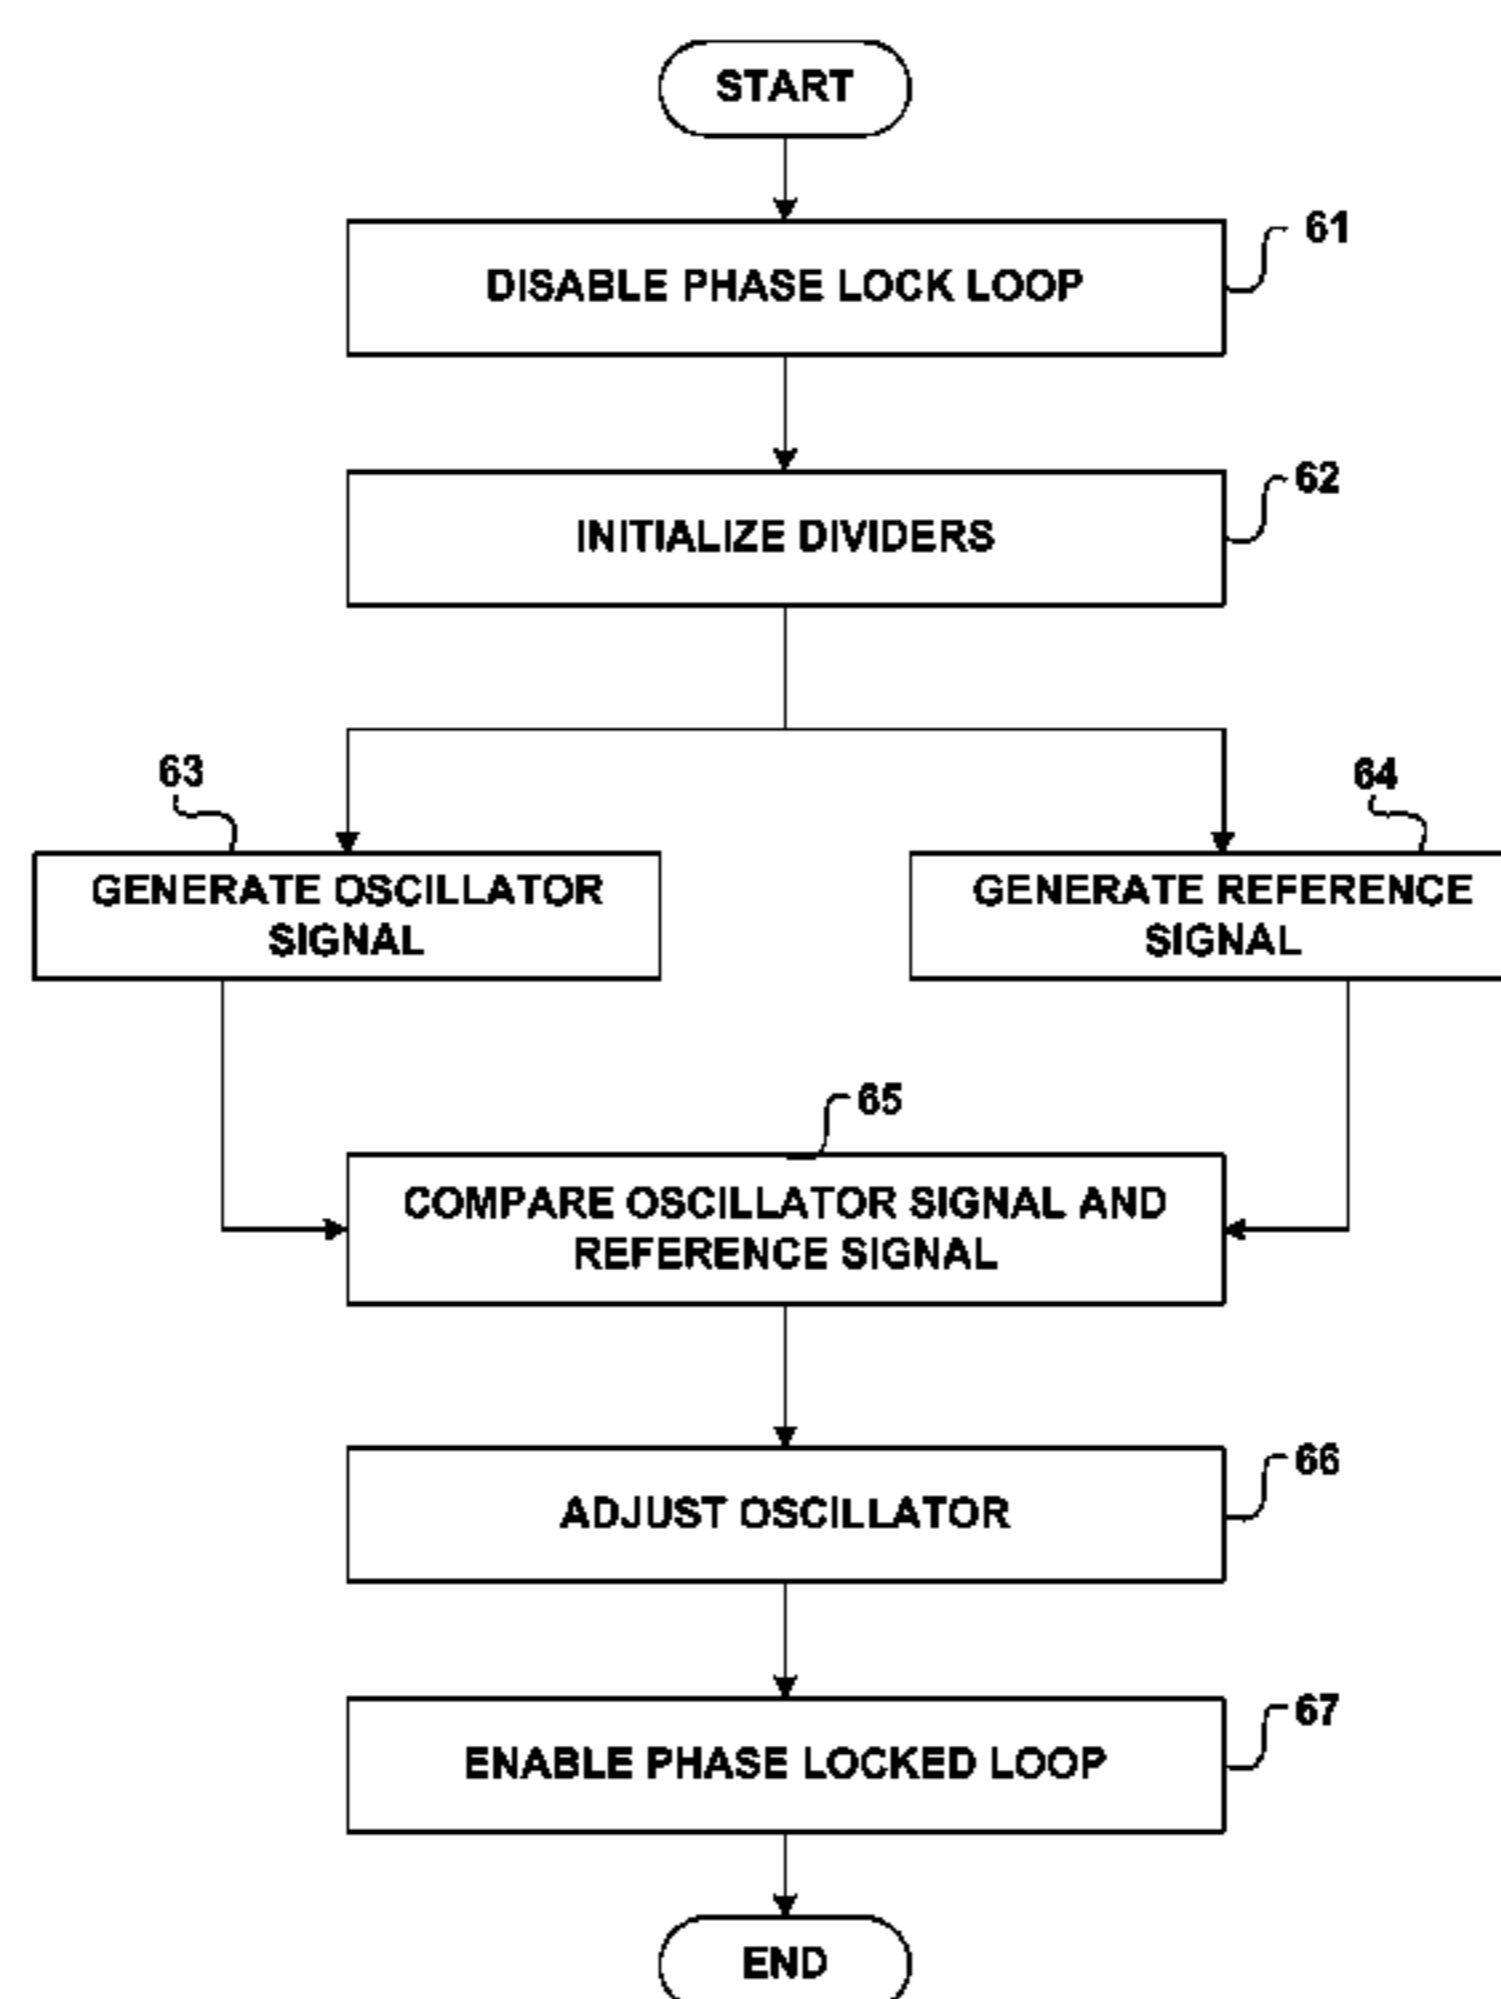 START
61
DISABLE PHASE LOCK LOOP
62
INITIALIZE DIVIDERS
63
GENERATE OSCILLATOR
SIGNAL
64
GENERATE REFERENCE
SIGNAL
65
COMPARE OSCILLATOR SIGNAL AND
REFERENCE SIGNAL
66
ADJUST OSCILLATOR
67
ENABLE PHASE LOCKED LOOP
END